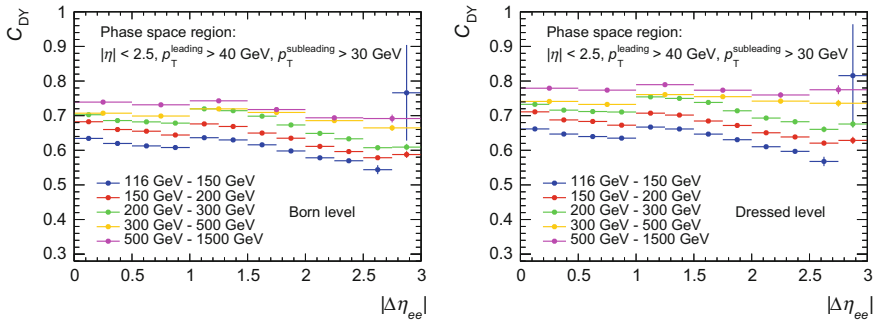 C_DY
1
0.9
0.8
0.7
0.6
0.5
0.4
0.3
Phase space region:
|η| < 2.5, p_T^leading > 40 GeV, p_T^subleading > 30 GeV
116 GeV - 150 GeV
150 GeV - 200 GeV
200 GeV - 300 GeV
300 GeV - 500 GeV
500 GeV - 1500 GeV
Born level
0 0.5 1 1.5 2 2.5 3
|Δη_ee|
C_DY
1
0.9
0.8
0.7
0.6
0.5
0.4
0.3
Phase space region:
|η| < 2.5, p_T^leading > 40 GeV, p_T^subleading > 30 GeV
116 GeV - 150 GeV
150 GeV - 200 GeV
200 GeV - 300 GeV
300 GeV - 500 GeV
500 GeV - 1500 GeV
Dressed level
0 0.5 1 1.5 2 2.5 3
|Δη_ee|